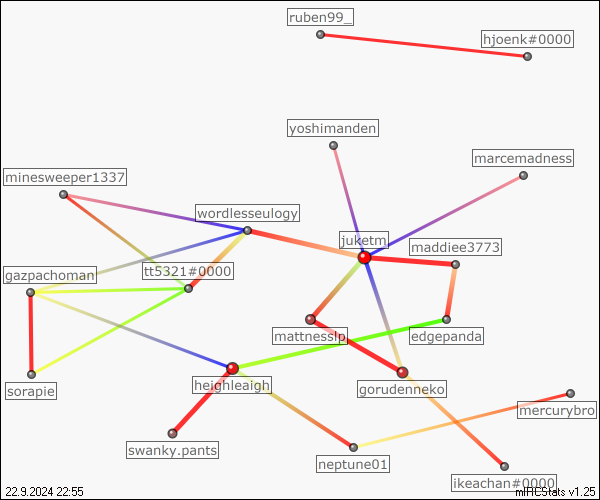 ruben99_
hjoenk#0000
yoshimanden
marcemadness
minesweeper1337
wordlesseulogy
juketm
maddiee3773
gazpachoman
tt5321#0000
mattnesslp
edgepanda
heighleaigh
gorudenneko
sorapie
mercurybro
swanky.pants
neptune01
ikeachan#0000
22.9.2024 22:55
mIRCStats v1.25